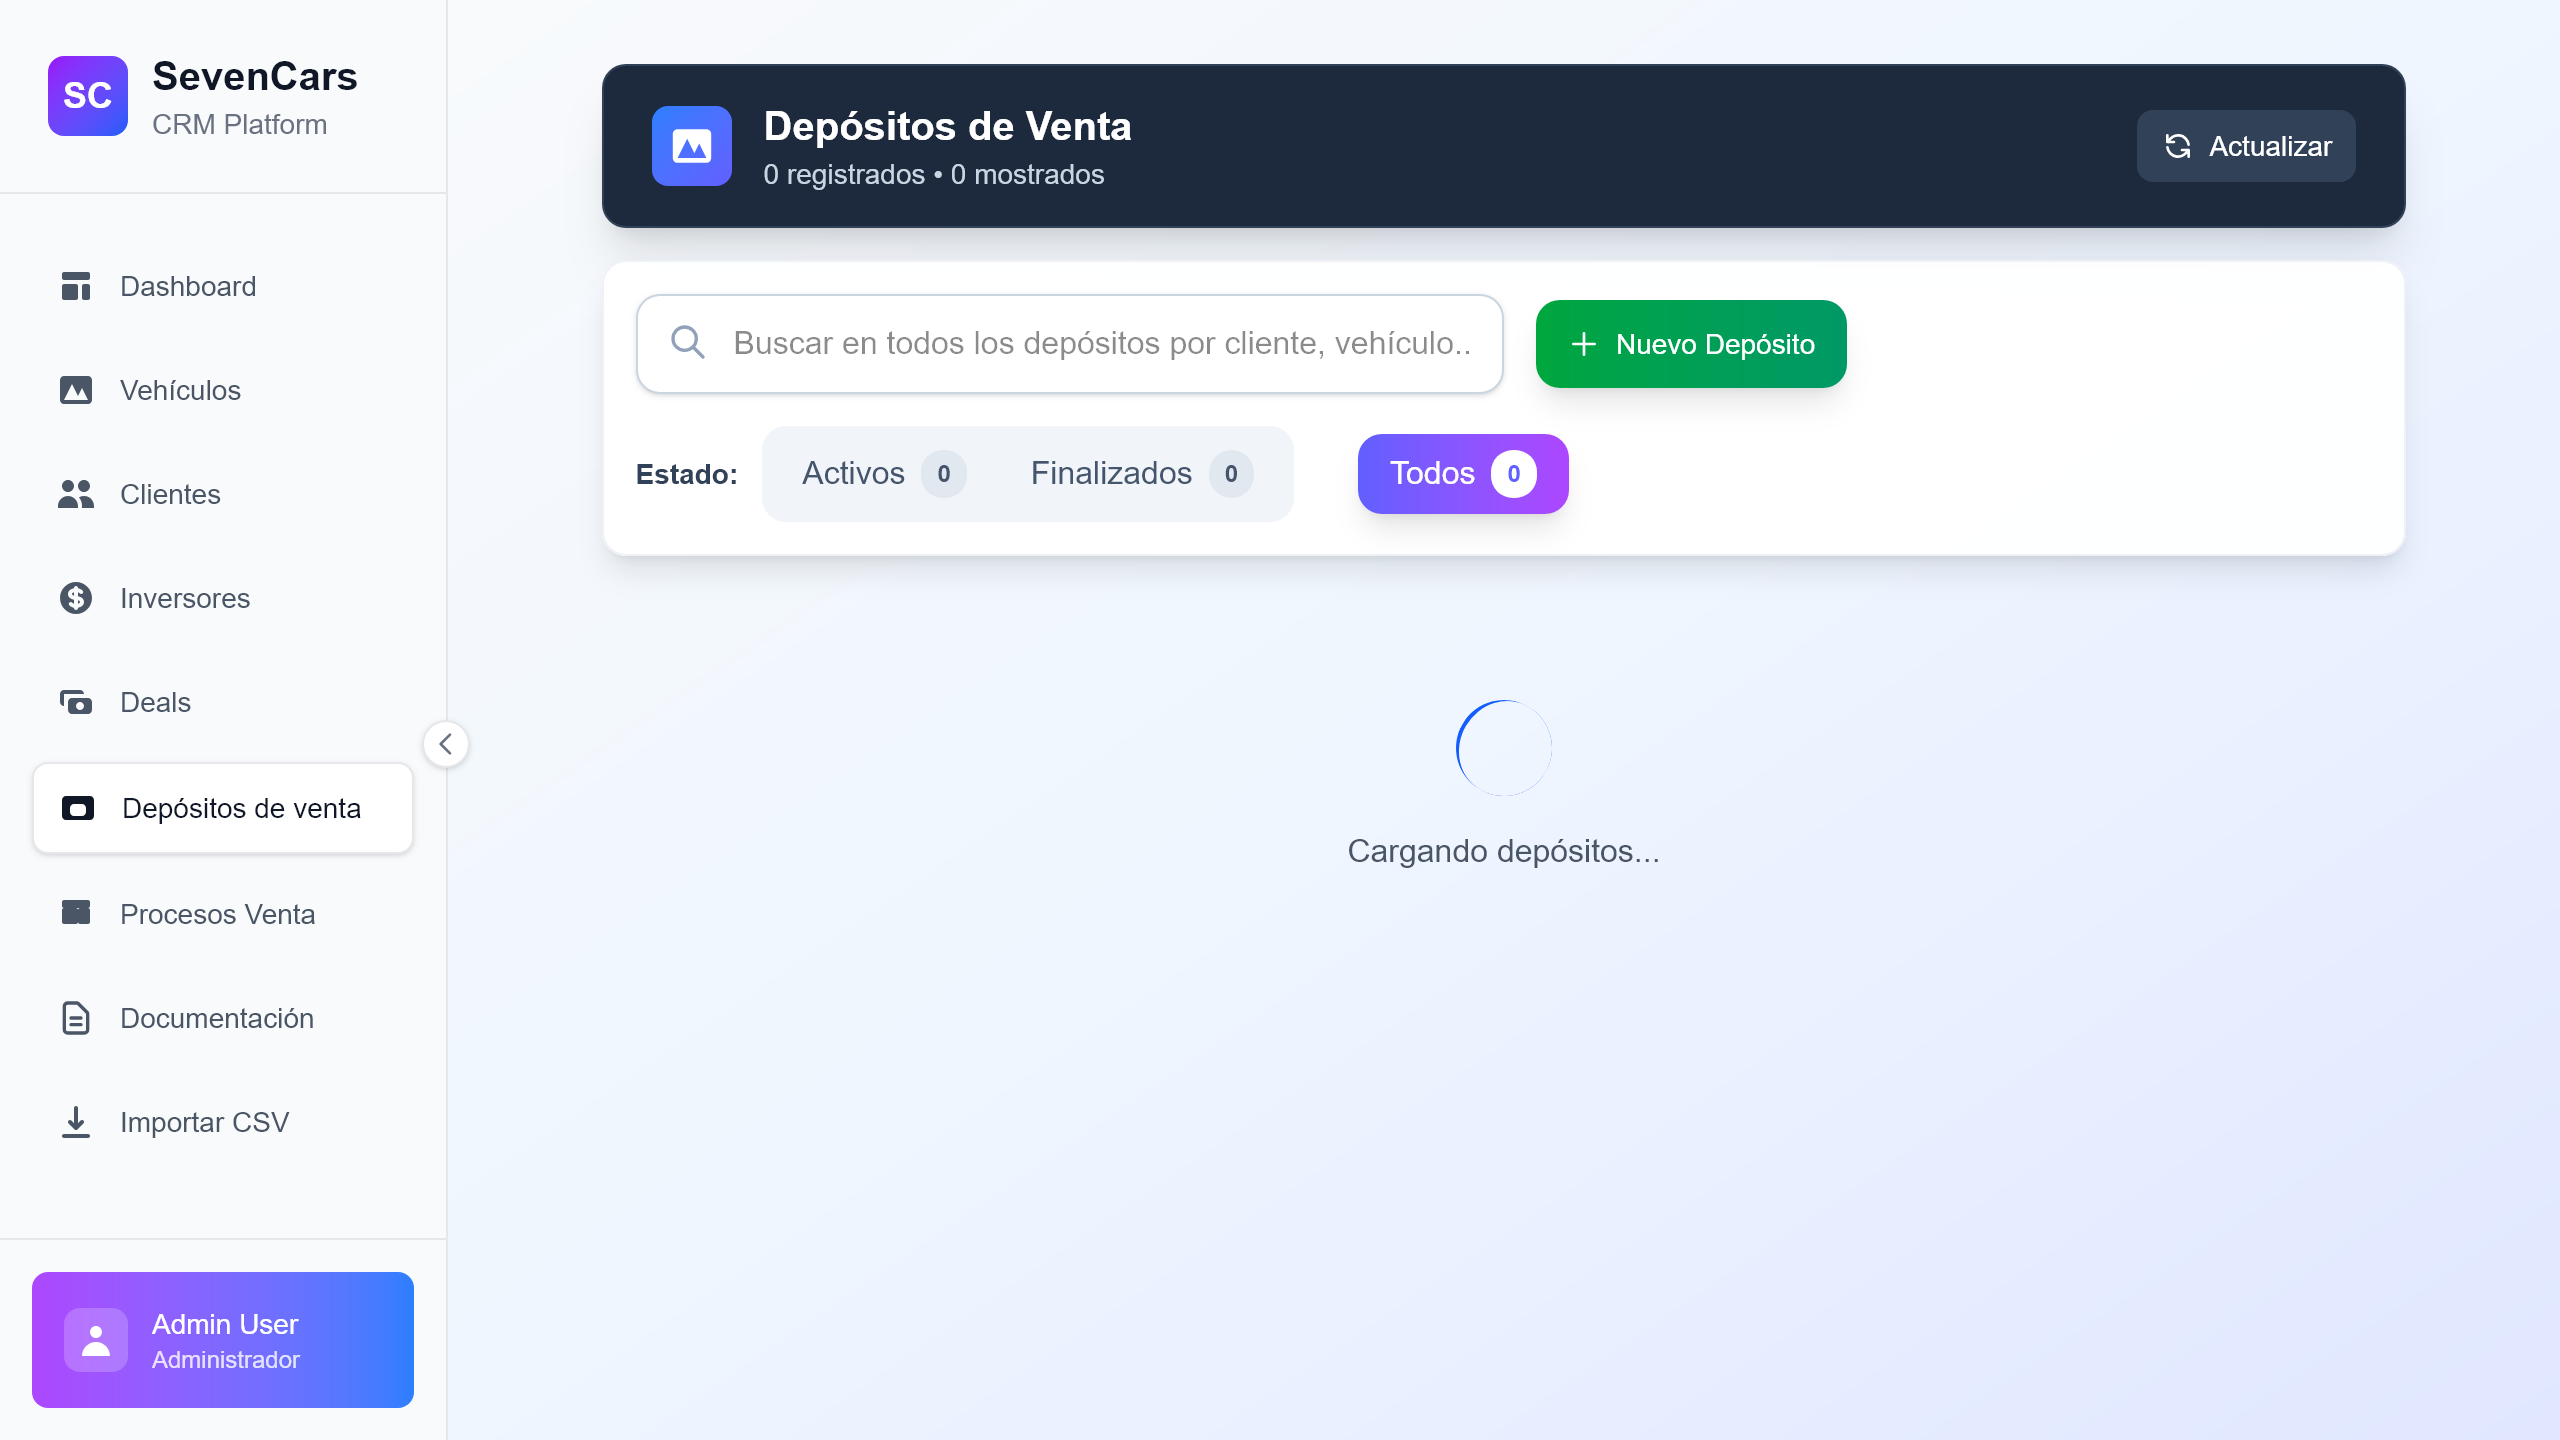 SC
SevenCars
CRM Platform
Dashboard
Vehículos
Clientes
Inversores
Deals
Depósitos de venta
Procesos Venta
Documentación
Importar CSV
Admin User
Administrador
Depósitos de Venta
0 registrados • 0 mostrados
Actualizar
Buscar en todos los depósitos por cliente, vehículo..
Nuevo Depósito
Estado:
Activos 0
Finalizados 0
Todos 0
Cargando depósitos...